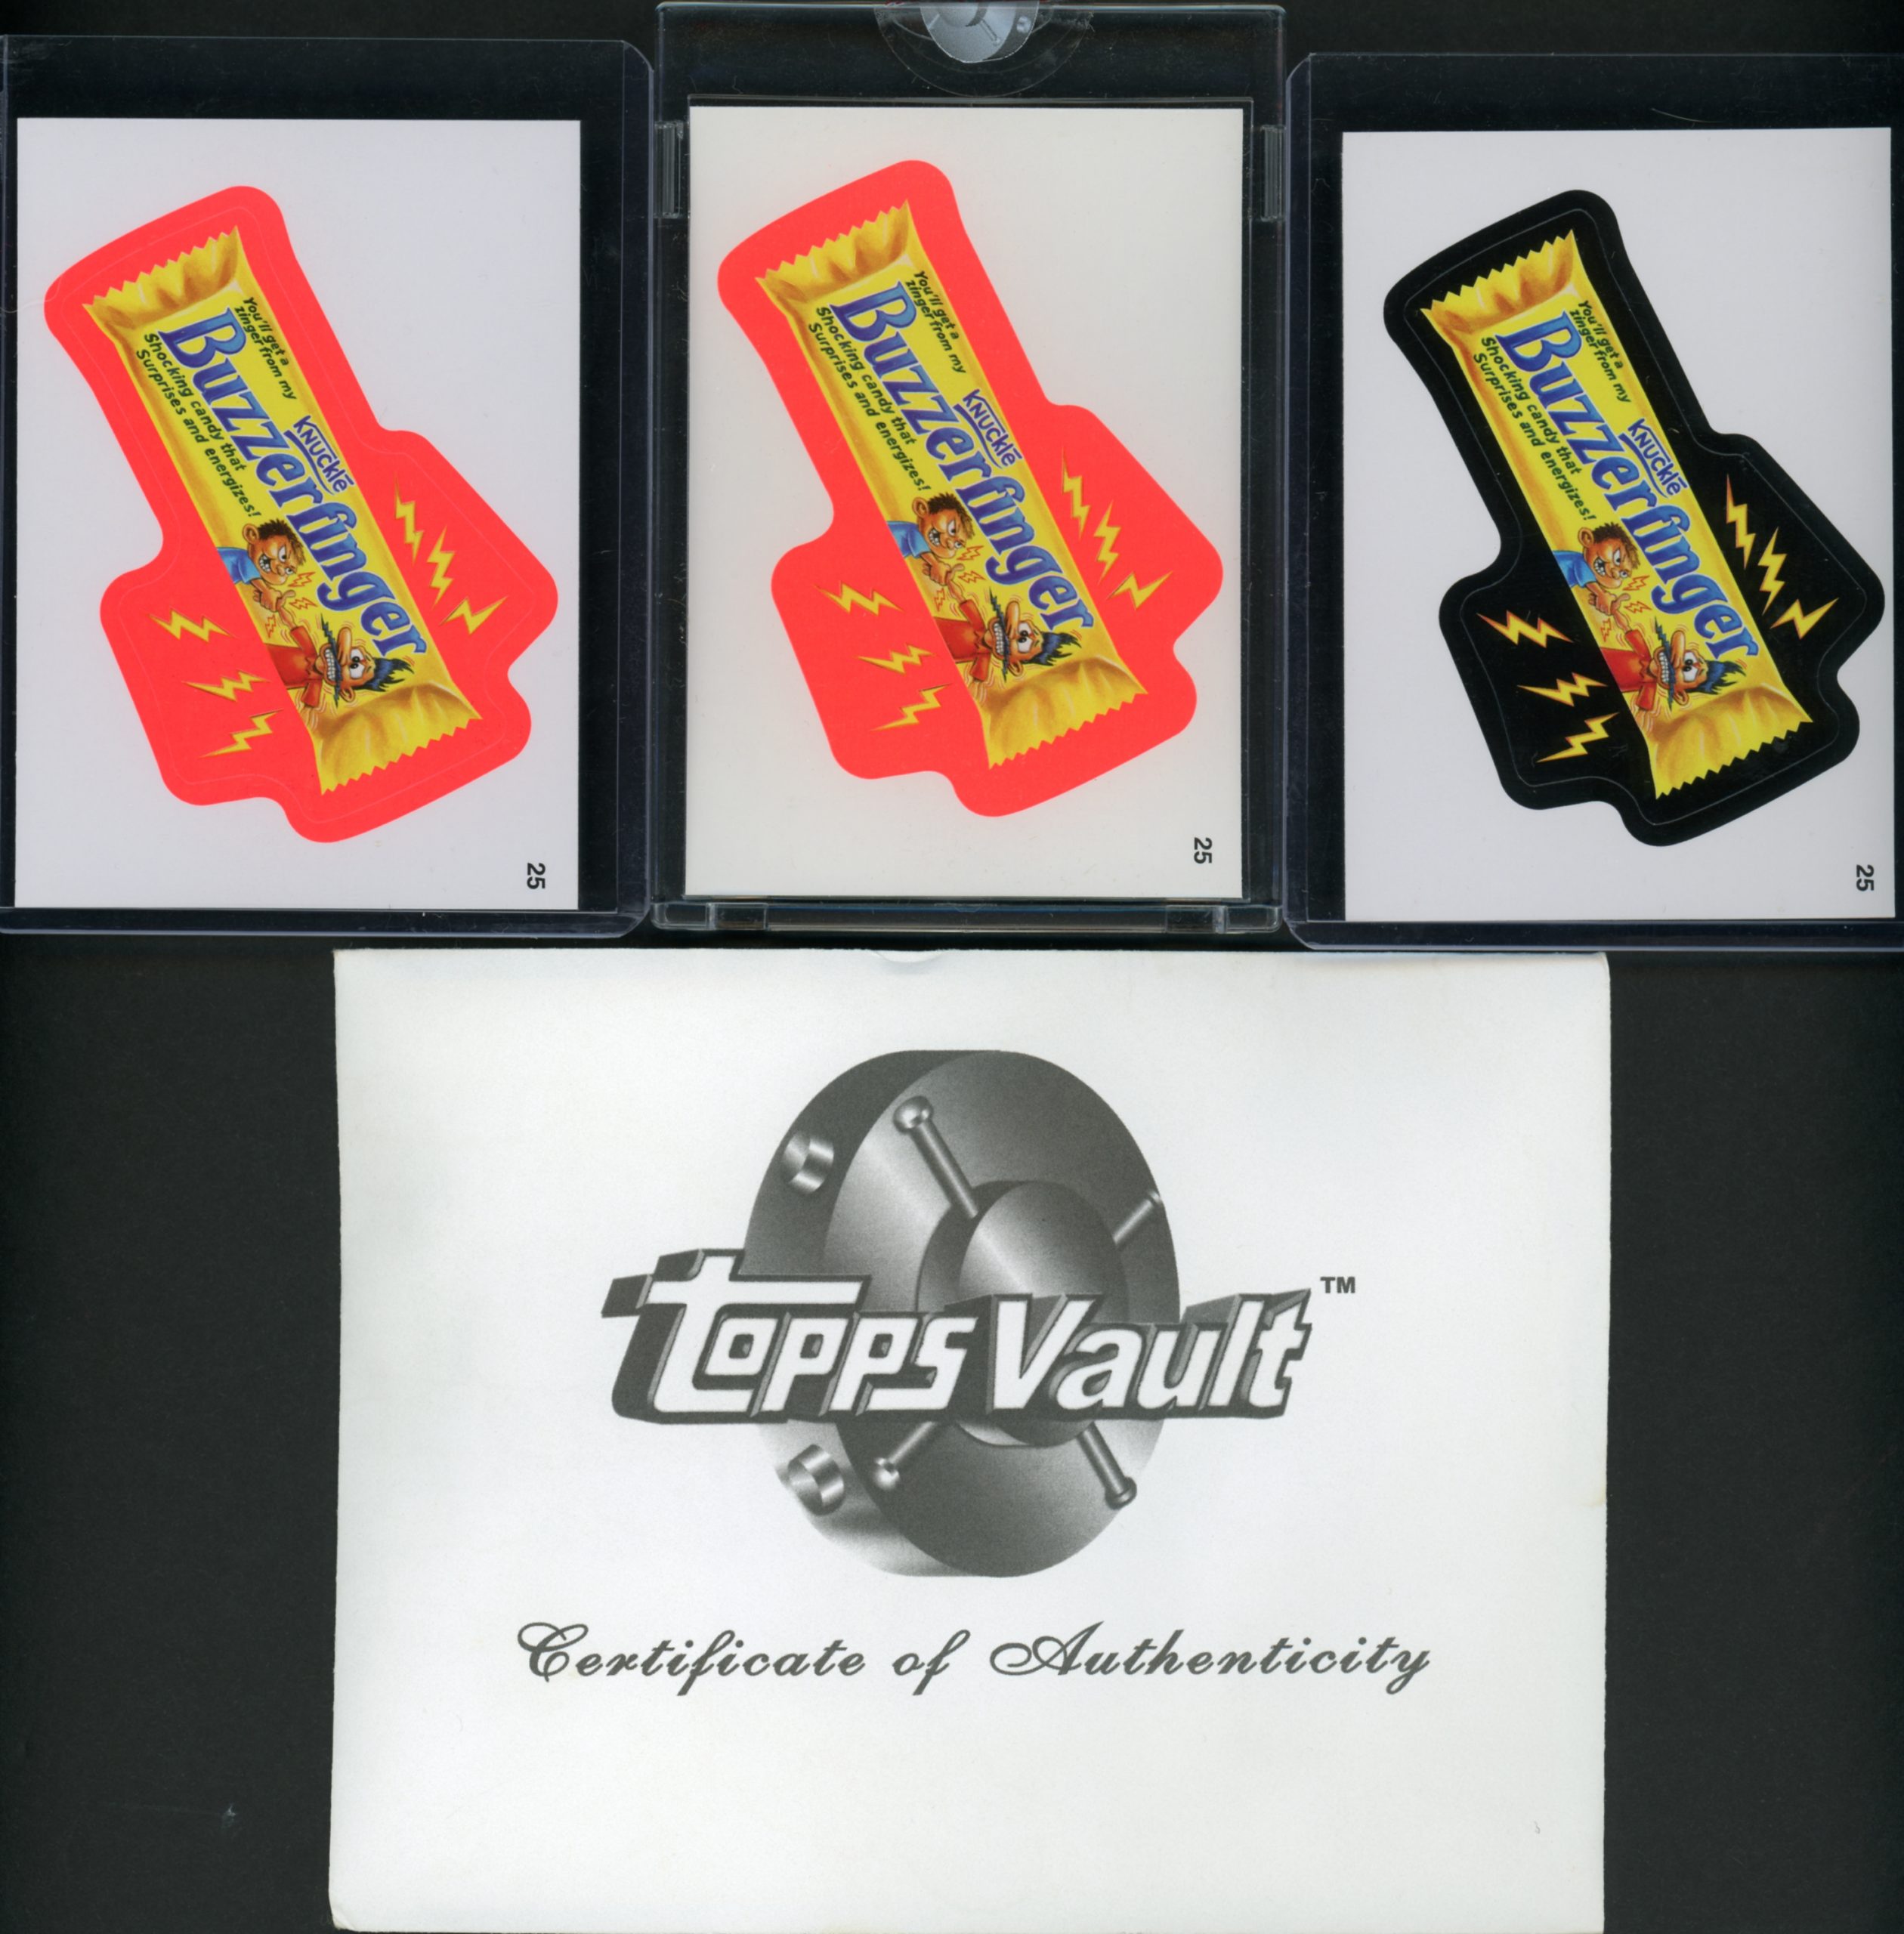 You'll get a
zinger from my
KNUCKLE
Buzzerfinger
Shocking candy that
Surprises and energizes!
25
You'll get a
zinger from my
KNUCKLE
Buzzerfinger
Shocking candy that
Surprises and energizes!
25
You'll get a
zinger from my
KNUCKLE
Buzzerfinger
Shocking candy that
Surprises and energizes!
25
Topps Vault TM
Certificate of Authenticity